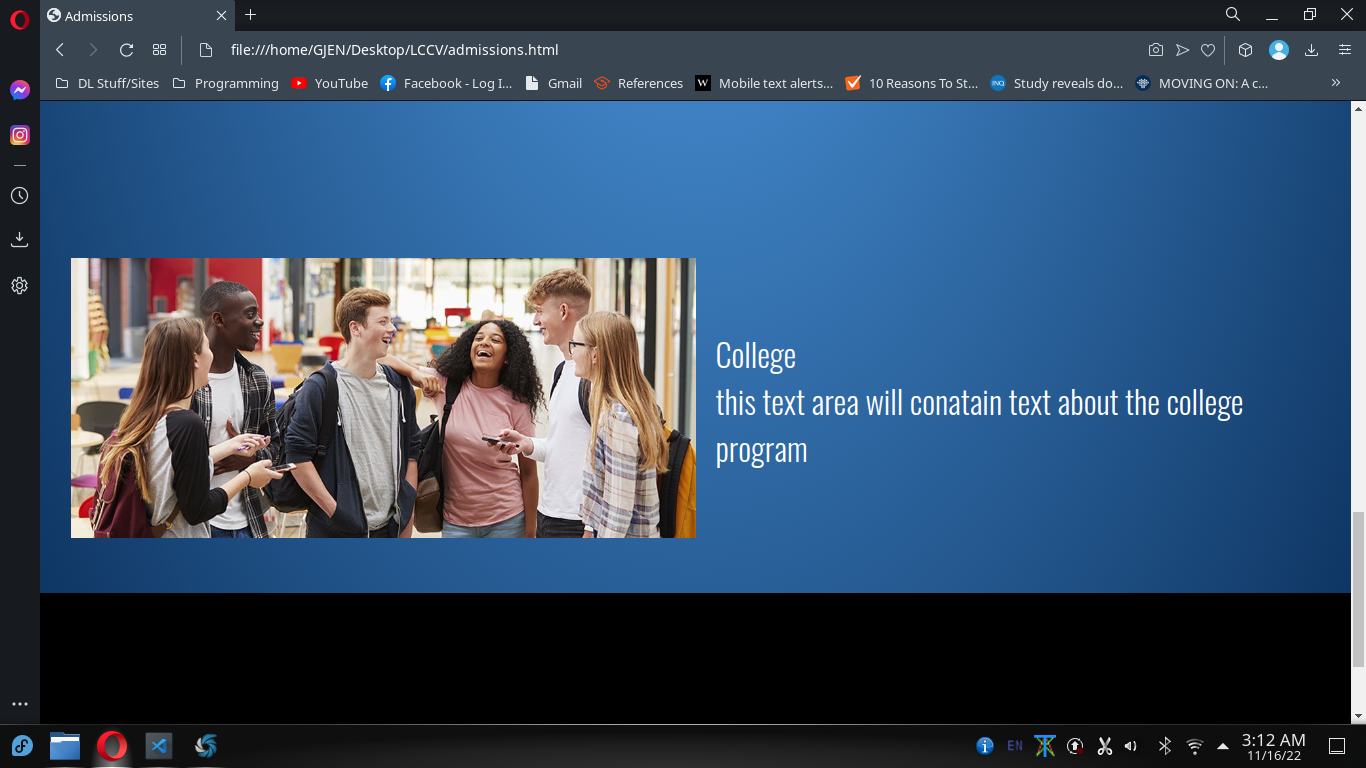 Admissions
file:///home/GJEN/Desktop/LCCV/admissions.html
DL Stuff/Sites
Programming
YouTube
Facebook - Log I...
Gmail
References
W
Mobile text alerts...
10 Reasons To St...
INQ
Study reveals do...
MOVING ON: A c...
»
College
this text area will conatain text about the college
program
EN
3:12 AM
11/16/22